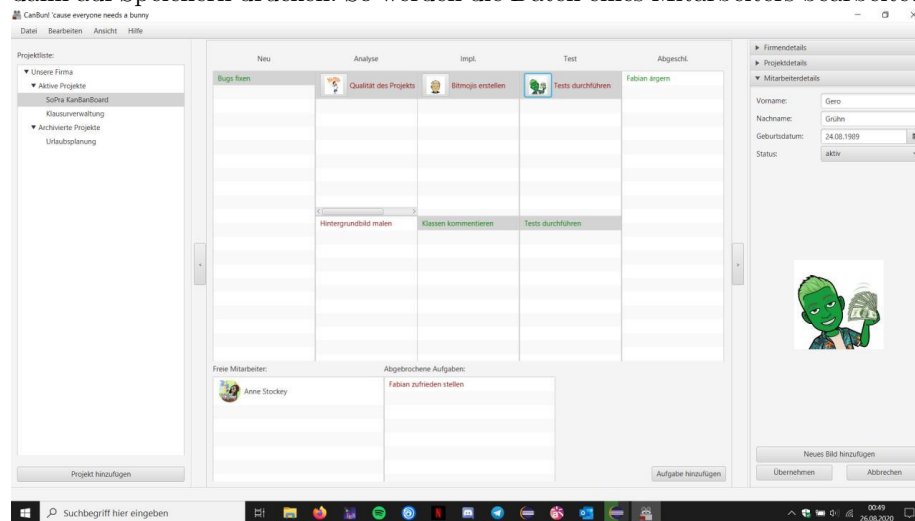 dann auf Speichern drücken. So werden die Daten eines Mitarbeiters bearbeitet
CanBun! 'cause everyone needs a bunny
Datei Bearbeiten Ansicht Hilfe
Projektliste:
Unsere Firma
Aktive Projekte
SoPra KanBanBoard
Klausurverwaltung
Archivierte Projekte
Urlaubsplanung
Projekt hinzufügen
Neu Analyse Impl. Test Abgeschl.
Bugs fixen Qualität des Projekts Bitmojis erstellen Tests durchführen Fabian ärgern
Hintergrundbild malen Klassen kommentieren Tests durchführen
Freie Mitarbeiter: Abgebrochene Aufgaben:
Anne Stockey Fabian zufrieden stellen
Aufgabe hinzufügen
Firmendetails
Projektdetails
Mitarbeiterdetails
Vorname: Gero
Nachname: Grühn
Geburtsdatum: 24.08.1989
Status: aktiv
Neues Bild hinzufügen
Übernehmen Abbrechen
Suchbegriff hier eingeben
00:49
26.08.2020